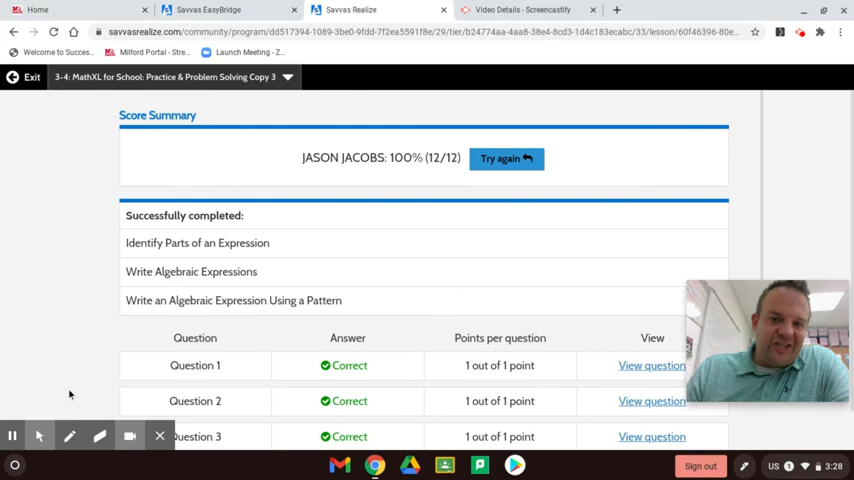 Home
Savvas EasyBridge
Savvas Realize
Video Details - Screencastify
savvasrealize.com/community/program/dd517394-1089-3be0-9fdd-7f2ea5591f8e/29/tier/b24774aa-4aa8-38e4-8cd3-1d4c183ecabc/33/lesson/60f46396-80e...
Welcome to Succes...
Milford Portal - Stre...
Launch Meeting - Z...
Exit
3-4: MathXL for School: Practice & Problem Solving Copy 3
Score Summary
JASON JACOBS: 100% (12/12)
Try again
Successfully completed:
Identify Parts of an Expression
Write Algebraic Expressions
Write an Algebraic Expression Using a Pattern
Question Answer Points per question View
Question 1 Correct 1 out of 1 point View question
Question 2 Correct 1 out of 1 point View question
Question 3 Correct 1 out of 1 point View question
Sign out
US 1 3:28